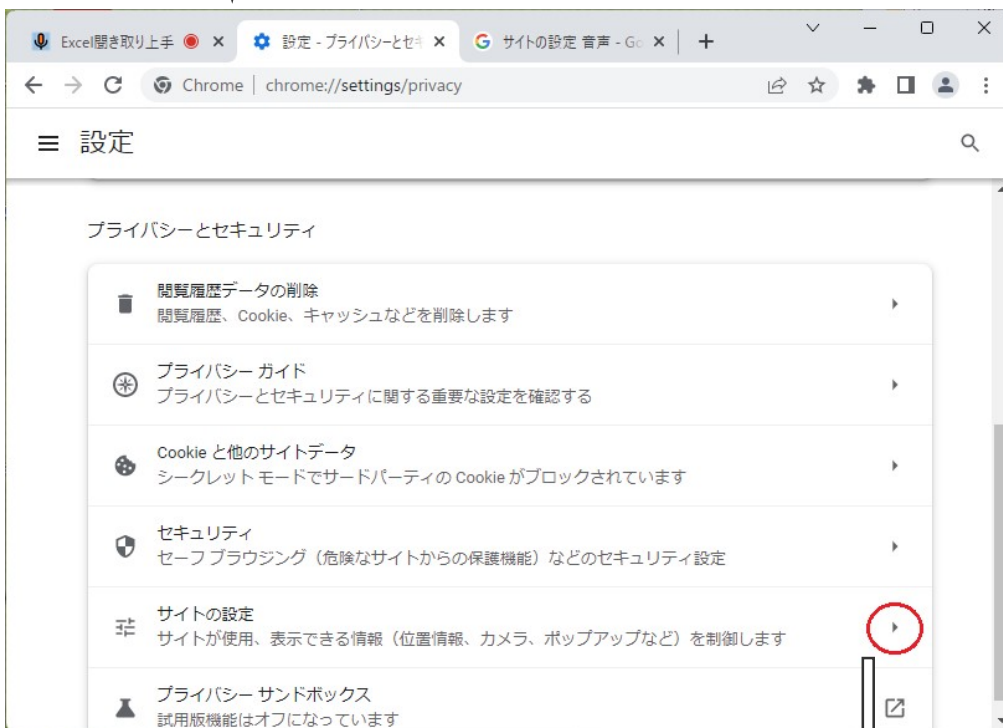 Excel聞き取り上手
設定 - プライバシーとセキ
サイトの設定 音声 - Go
Chrome | chrome://settings/privacy
設定
プライバシーとセキュリティ
閲覧履歴データの削除
閲覧履歴、Cookie、キャッシュなどを削除します
プライバシー ガイド
プライバシーとセキュリティに関する重要な設定を確認する
Cookie と他のサイトデータ
シークレット モードでサードパーティの Cookie がブロックされています
セキュリティ
セーフ ブラウジング（危険なサイトからの保護機能）などのセキュリティ設定
サイトの設定
サイトが使用、表示できる情報（位置情報、カメラ、ポップアップなど）を制御します
プライバシー サンドボックス
試用版機能はオフになっています